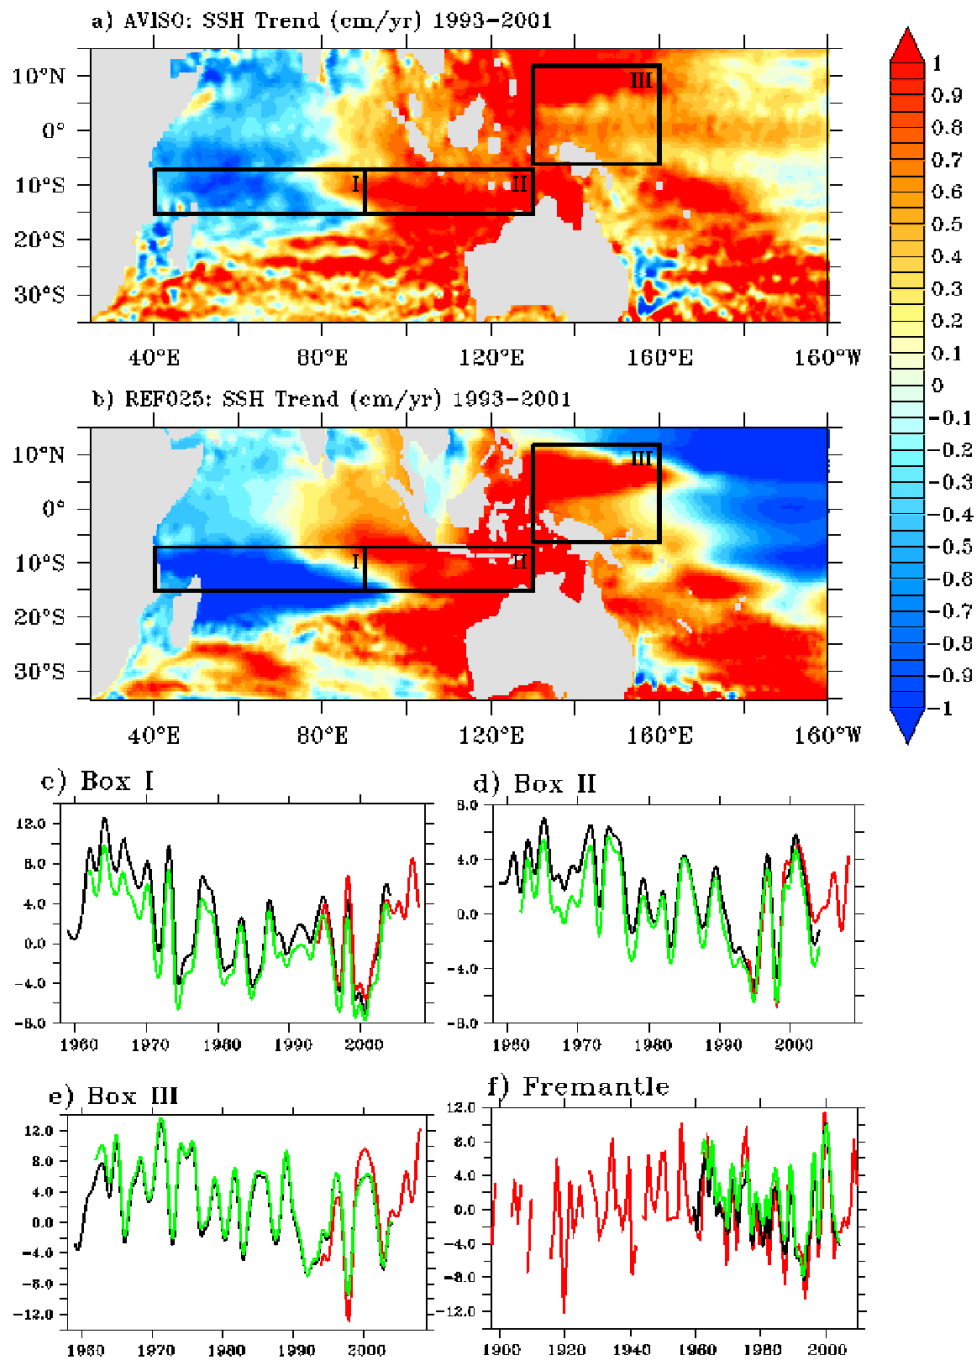 a) AVISO: SSH Trend (cm/yr) 1993-2001
10°N
0°
10°S
20°S
30°S
I
II
III
40°E 80°E 120°E 160°E 160°W
b) REF025: SSH Trend (cm/yr) 1993-2001
10°N
0°
10°S
20°S
30°S
I
II
III
40°E 80°E 120°E 160°E 160°W
1
0.9
0.8
0.7
0.6
0.5
0.4
0.3
0.2
0.1
0
-0.1
-0.2
-0.3
-0.4
-0.5
-0.6
-0.7
-0.8
-0.9
-1
c) Box I
12.0
8.0
4.0
0.0
-4.0
-8.0
1960 1970 1980 1990 2000
d) Box II
8.0
4.0
0.0
-4.0
-8.0
1960 1970 1980 1990 2000
e) Box III
12.0
8.0
4.0
0.0
-4.0
-8.0
-12.0
1960 1970 1980 1990 2000
f) Fremantle
12.0
8.0
4.0
0.0
-4.0
-8.0
-12.0
1900 1920 1940 1960 1980 2000